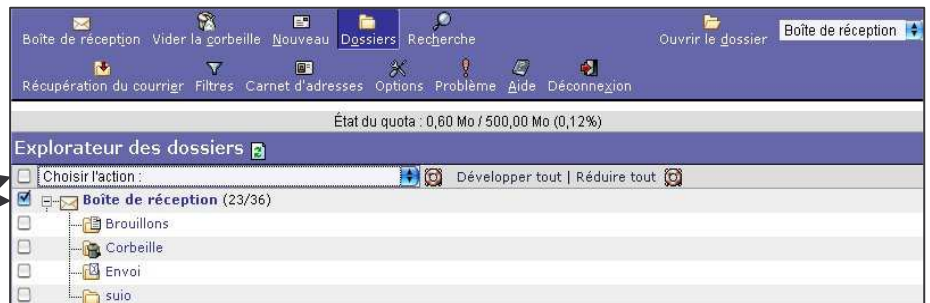 Boîte de réception Vider la corbeille Nouveau Dossiers Recherche Ouvrir le dossier Boîte de réception
Récupération du courrier Filtres Carnet d'adresses Options Problème Aide Déconnexion
État du quota : 0,60 Mo / 500,00 Mo (0,12%)
Explorateur des dossiers
Choisir l'action : Développer tout | Réduire tout
Boîte de réception (23/36)
Brouillons
Corbeille
Envoi
suio